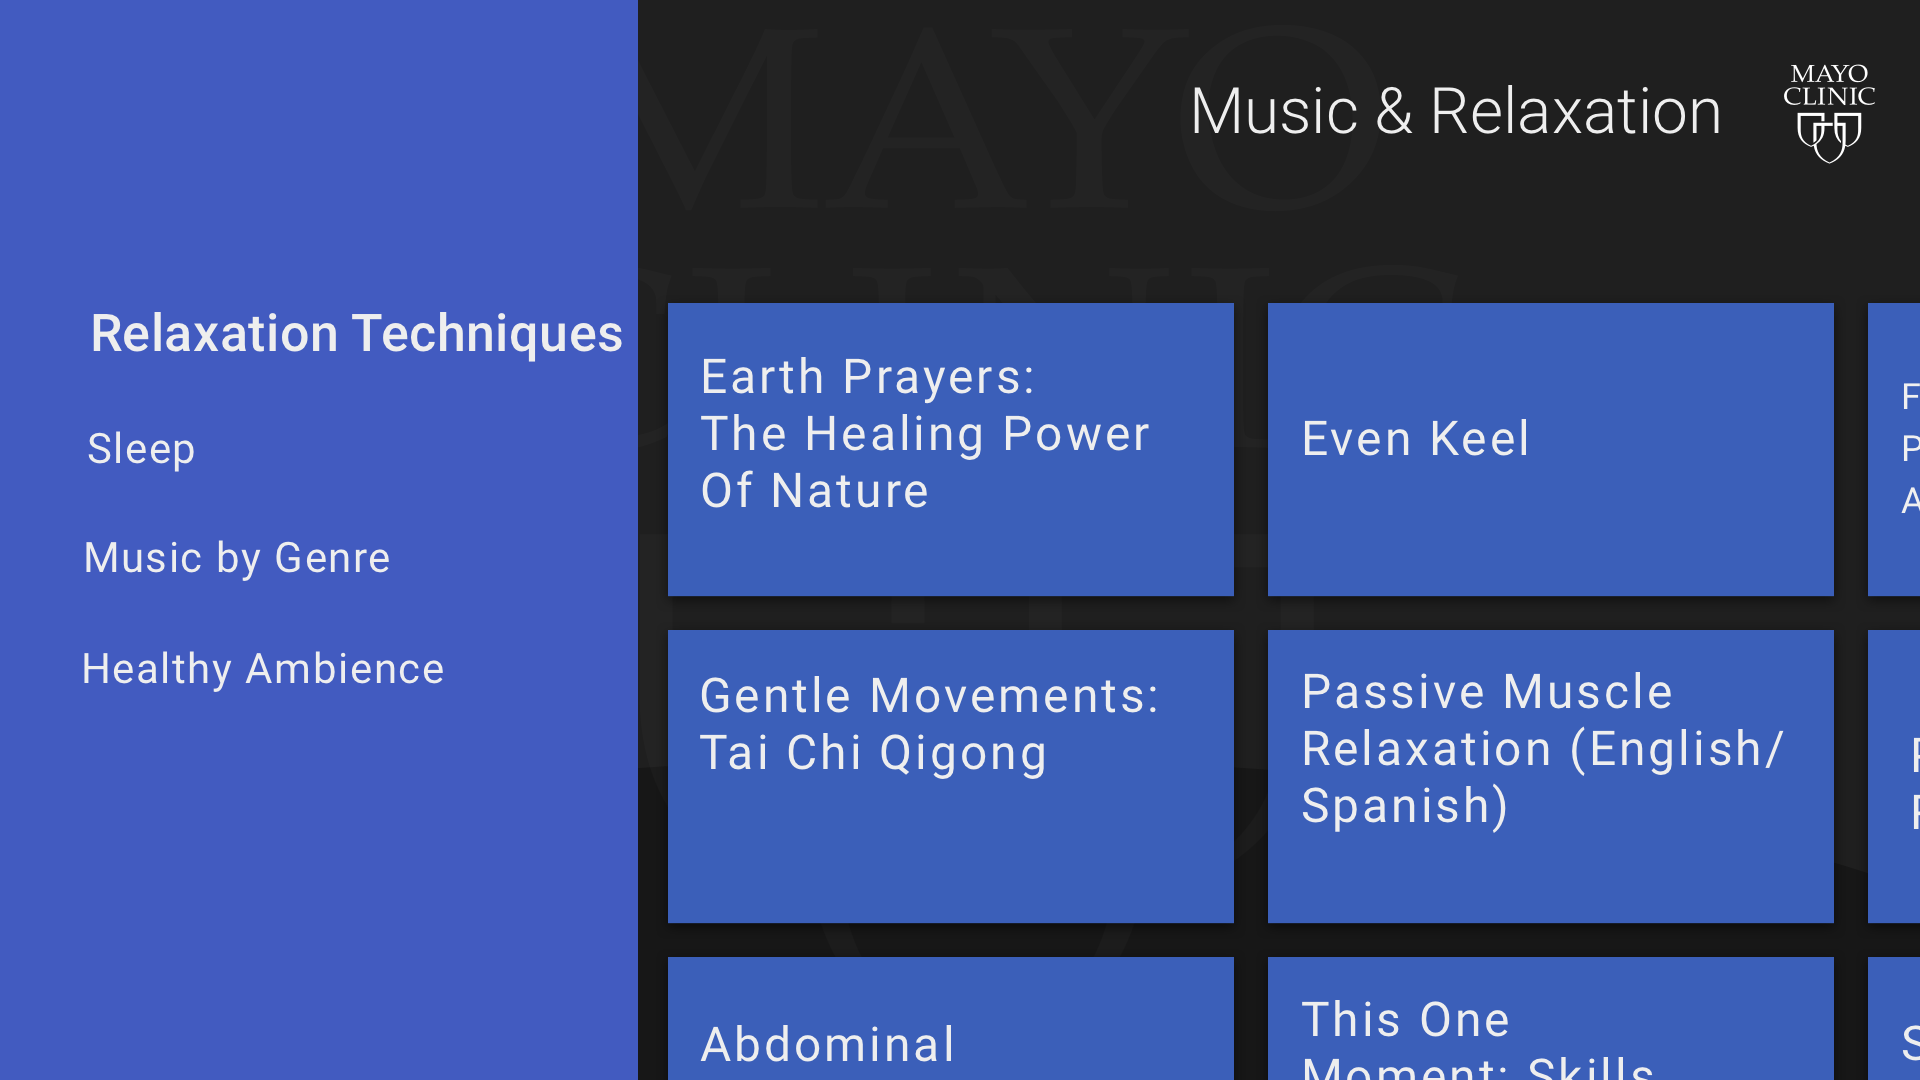 Music & Relaxation
MAYO
CLINIC
Relaxation Techniques
Sleep
Music by Genre
Healthy Ambience
Earth Prayers:
The Healing Power
Of Nature
Even Keel
Gentle Movements:
Tai Chi Qigong
Passive Muscle
Relaxation (English/
Spanish)
Abdominal
This One
Moment: Skills
MAYO